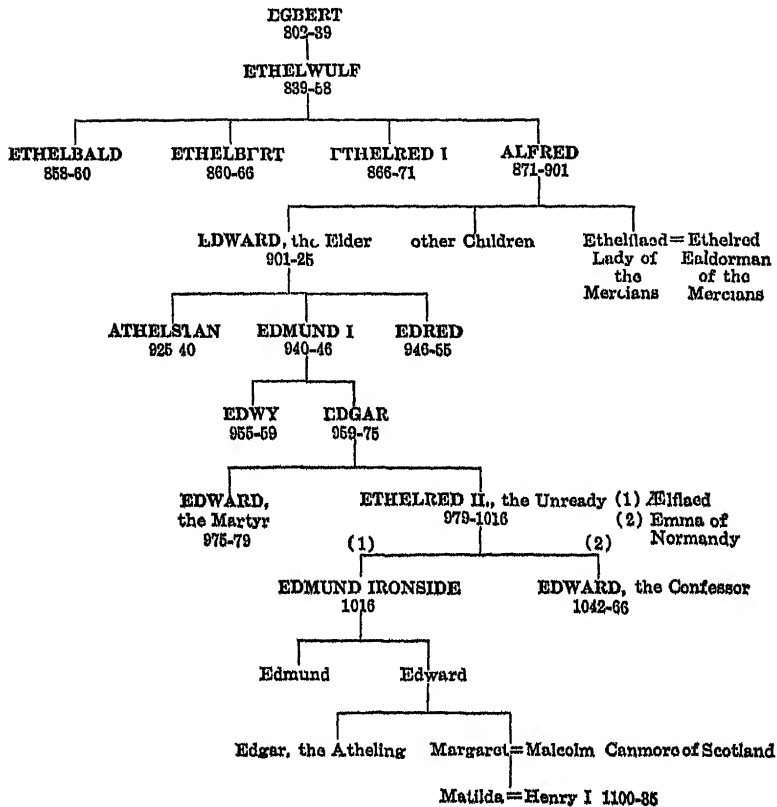 EGBERT
802-39
ETHELWULF
839-58
ETHELBALD ETHELBERT ETHELRED I ALFRED
858-60 860-66 866-71 871-901
EDWARD, the Elder other Children Ethelflaed = Ethelred
901-25 Lady of Ealdorman
the of the
Mercians Mercians
ATHELSTAN EDMUND I EDRED
925 40 940-46 946-55
EDWY EDGAR
955-59 959-75
EDWARD, ETHELRED II., the Unready (1) Ælflaed
the Martyr 979-1016 (2) Emma of
975-79 Normandy
(1) (2)
EDMUND IRONSIDE EDWARD, the Confessor
1016 1042-66
Edmund Edward
Edgar, the Atheling Margaret = Malcolm Canmore of Scotland
Matilda = Henry I 1100-35